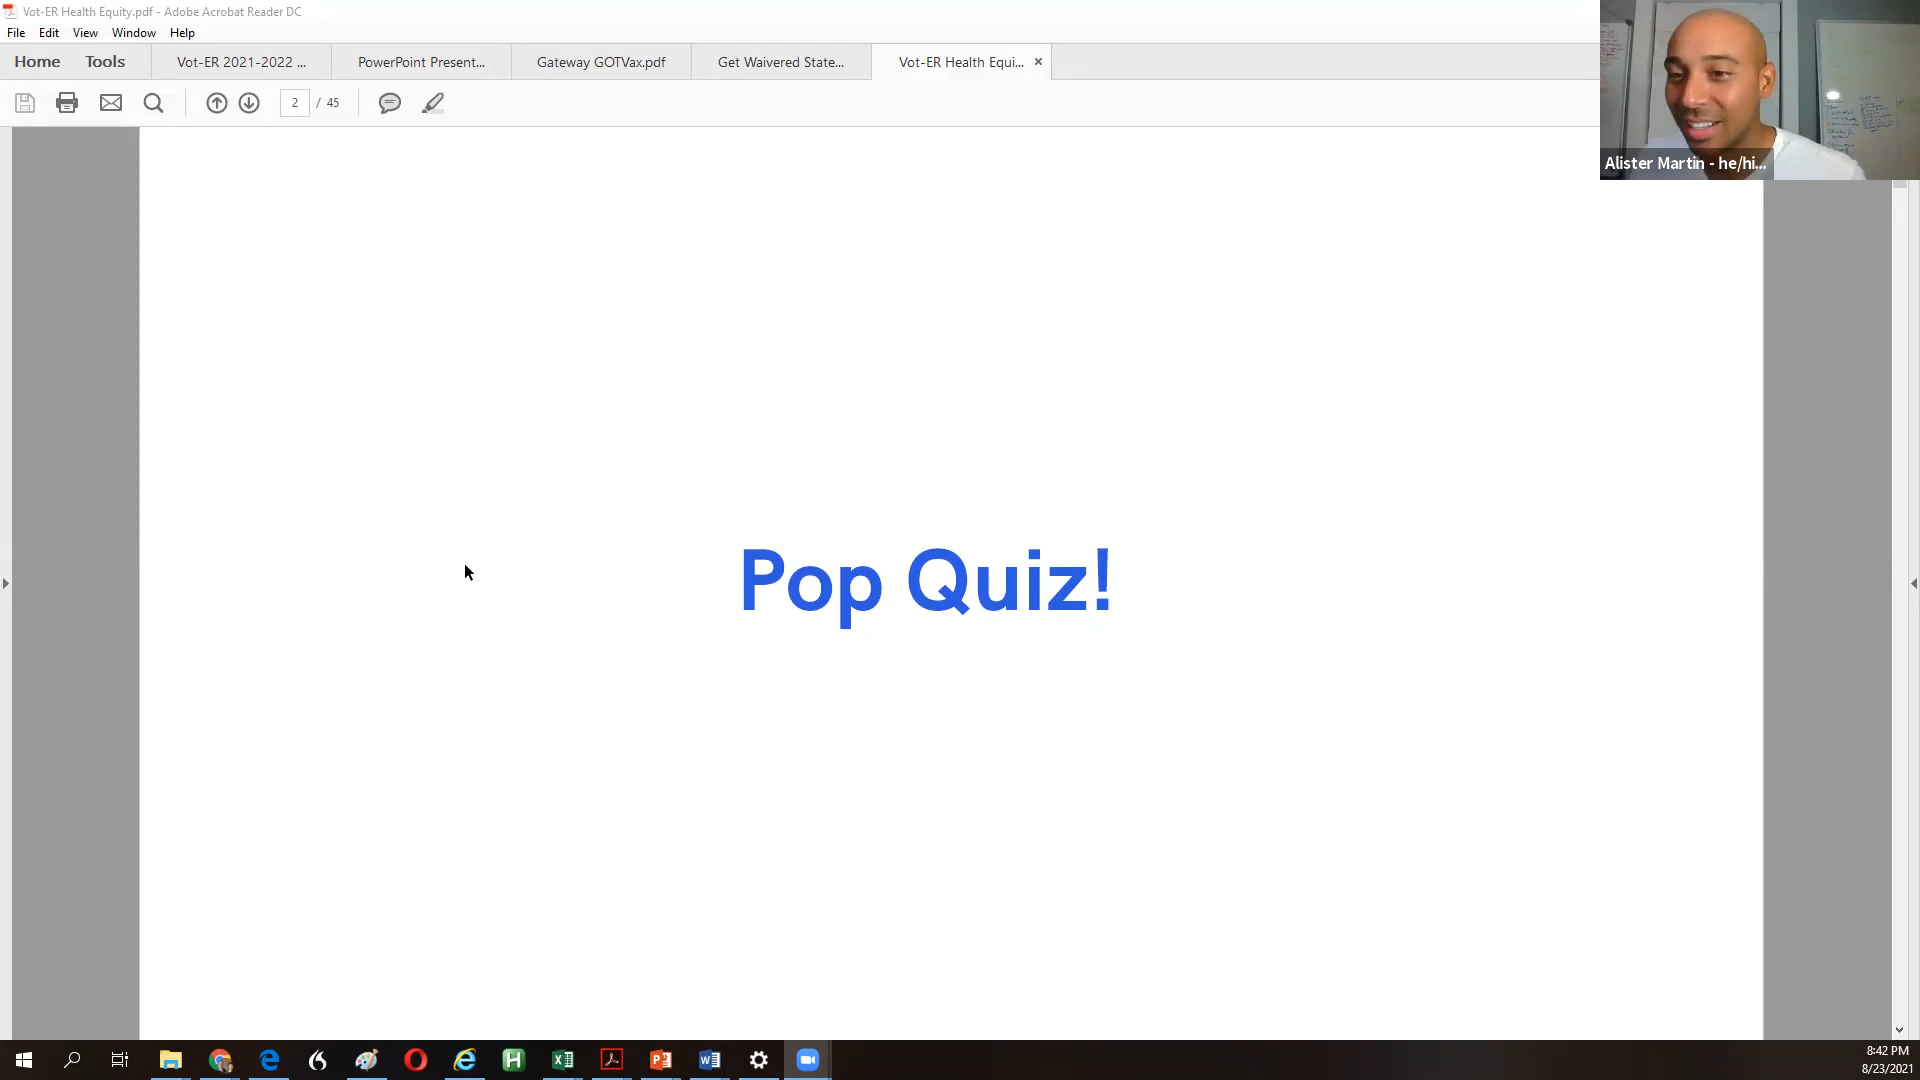 Vot-ER Health Equity.pdf - Adobe Acrobat Reader DC
File Edit View Window Help
Home Tools Vot-ER 2021-2022 ... PowerPoint Present... Gateway GOTVax.pdf Get Waivered State... Vot-ER Health Equi... ×
2 / 45
Alister Martin - he/hi...
Pop Quiz!
8:42 PM
8/23/2021